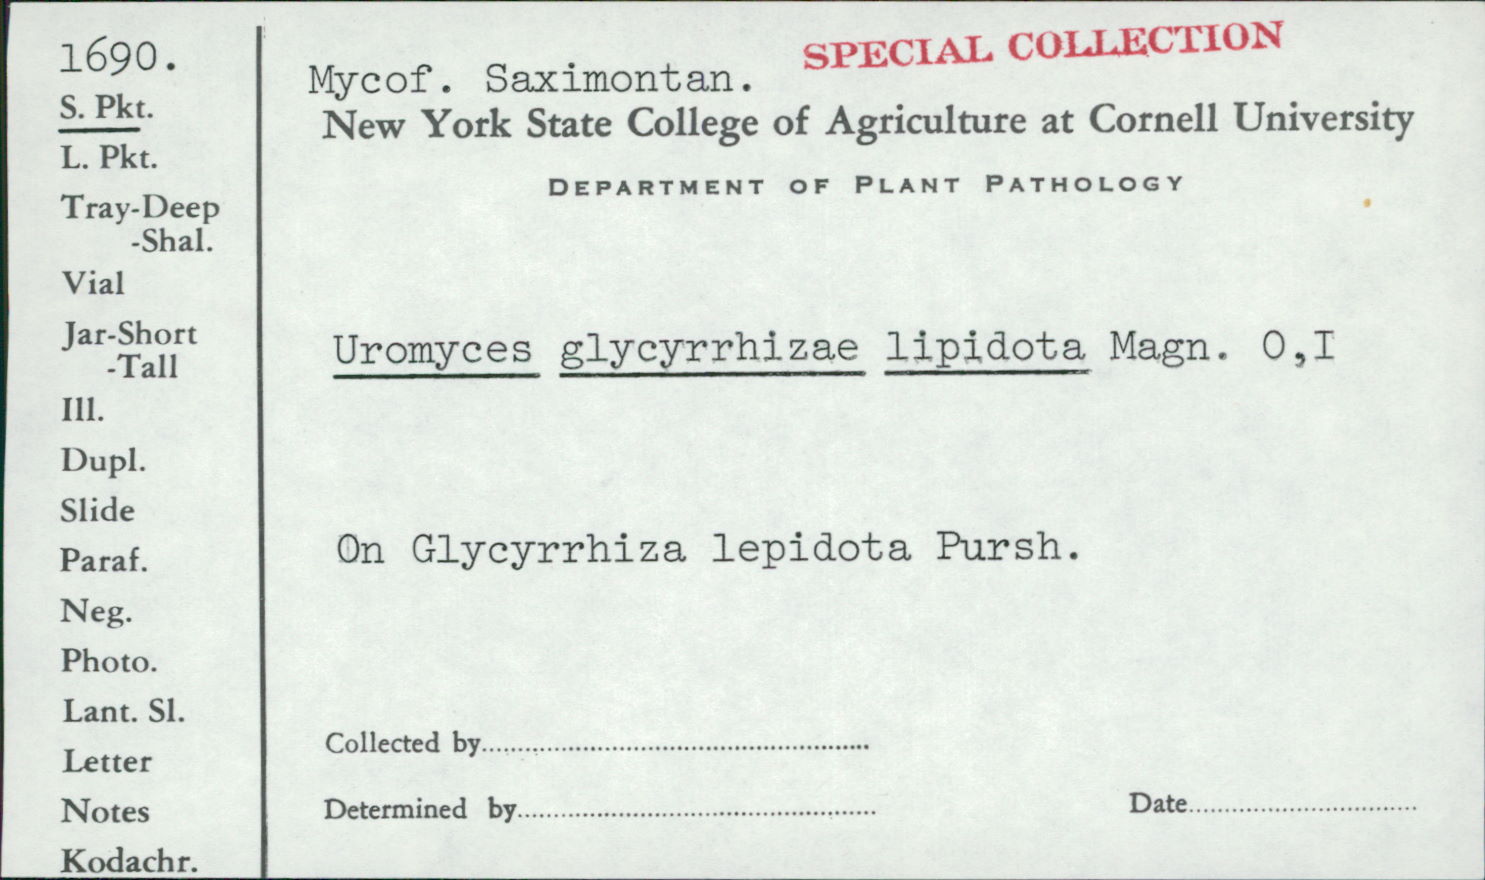 1690.
S. Pkt.
L. Pkt.
Tray-Deep
-Shal.
Vial
Jar-Short
-Tall
Ill.
Dupl.
Slide
Paraf.
Neg.
Photo.
Lant. Sl.
Letter
Notes
Kodachr.
SPECIAL COLLECTION
Mycof. Saximontan.
New York State College of Agriculture at Cornell University
DEPARTMENT OF PLANT PATHOLOGY
Uromyces glycyrrhizae lipidota Magn. O,I
On Glycyrrhiza lepidota Pursh.
Collected by
Determined by
Date